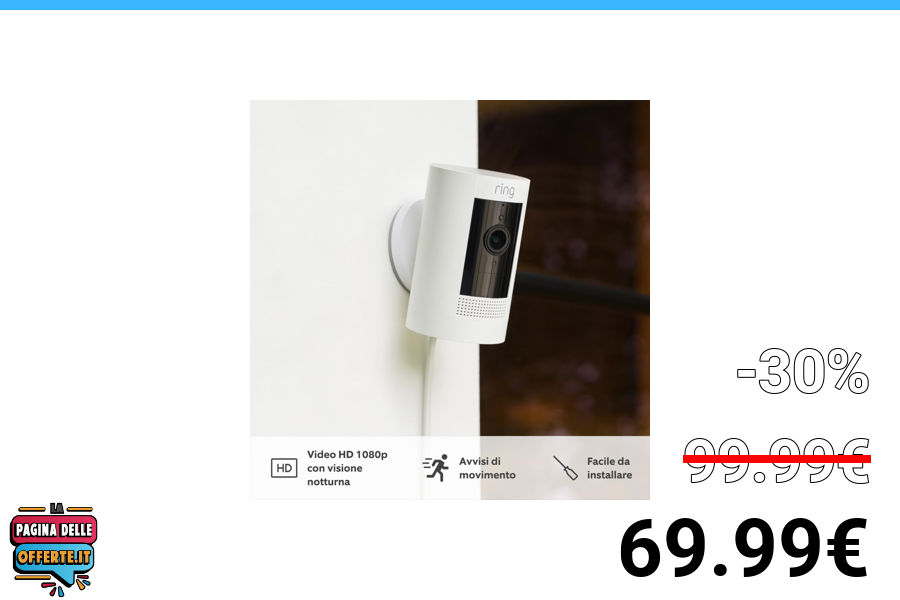 ring
HD
Video HD 1080p
con visione
notturna
Avvisi di
movimento
Facile da
installare
-30%
99.99€
69.99€
LA
PAGINA DELLE
OFFERTE.IT